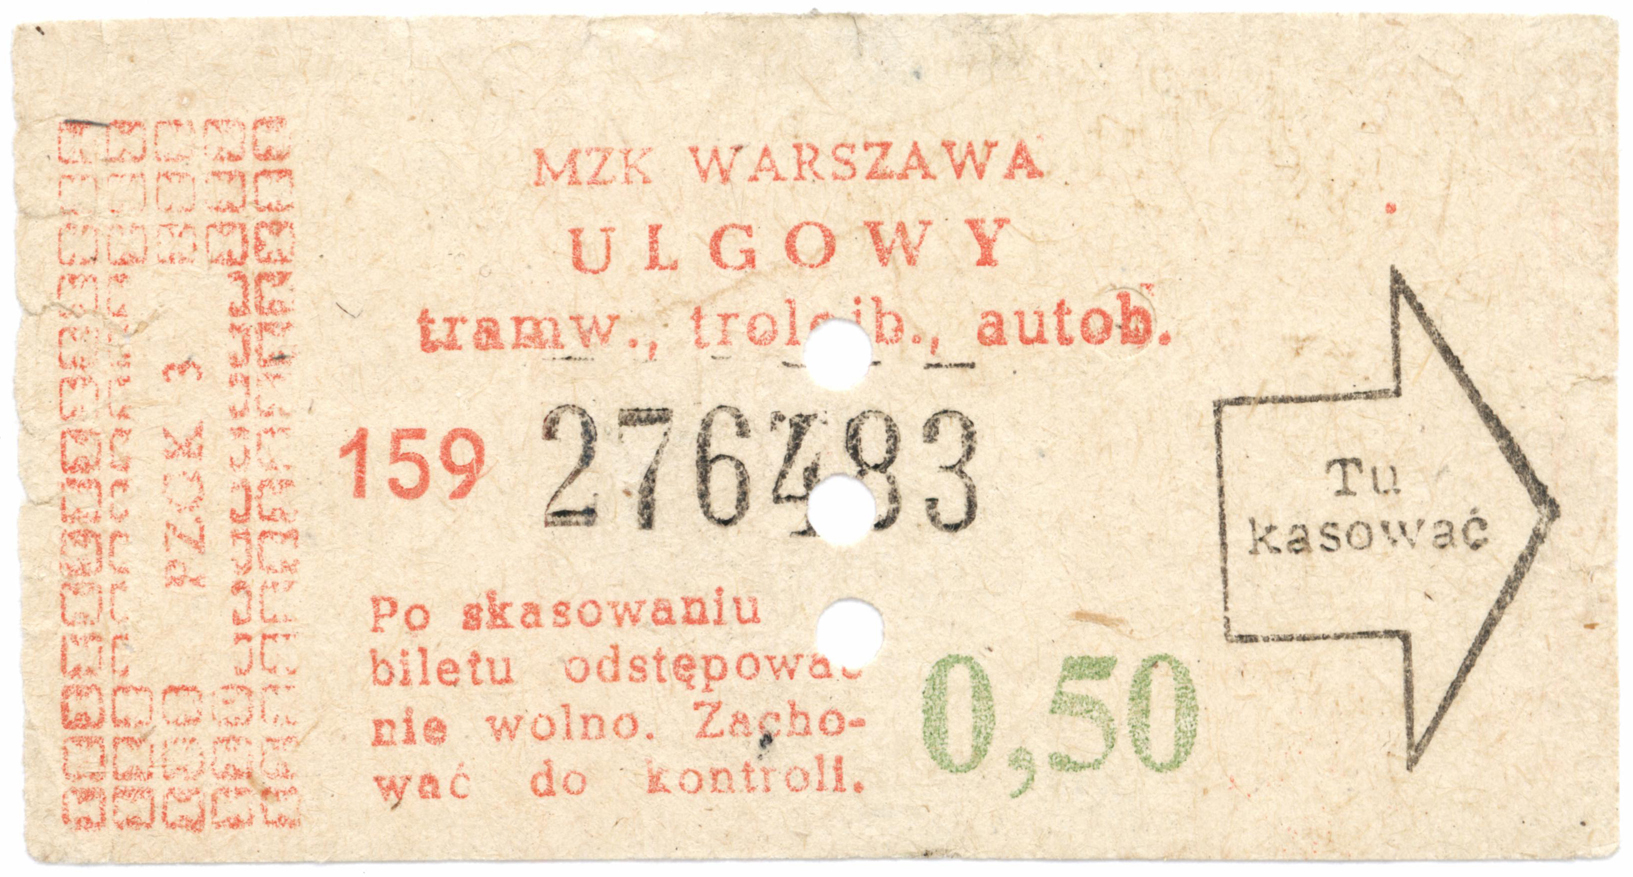 MZK WARSZAWA
ULGOWY
tramw., trolejb., autob.
159 276483
Po skasowaniu
biletu odstępować
nie wolno. Zacho-
wać do kontroli.
0,50
Tu
kasować
PZGK 3